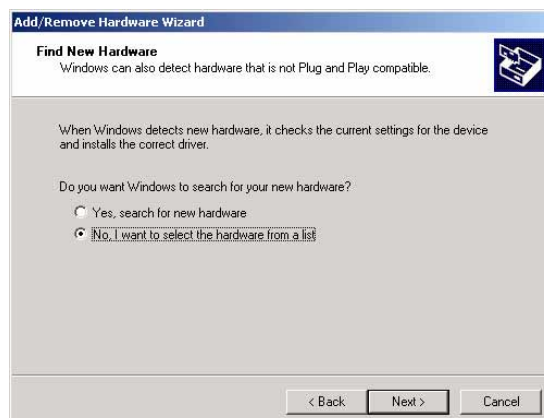 Add/Remove Hardware Wizard
Find New Hardware
Windows can also detect hardware that is not Plug and Play compatible.
When Windows detects new hardware, it checks the current settings for the device
and installs the correct driver.
Do you want Windows to search for your new hardware?
Yes, search for new hardware
No, I want to select the hardware from a list
< Back
Next >
Cancel